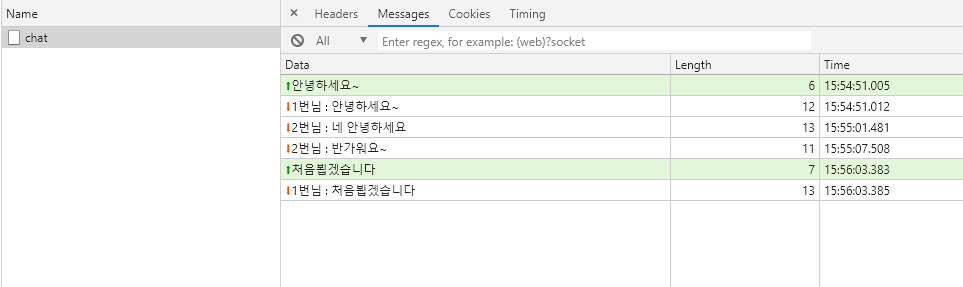 Name × Headers Messages Cookies Timing
chat All ▼ Enter regex, for example: (web)?socket
Data Length Time
⬆안녕하세요~ 6 15:54:51.005
⬇1번님 : 안녕하세요~ 12 15:54:51.012
⬇2번님 : 네 안녕하세요 13 15:55:01.481
⬇2번님 : 반가워요~ 11 15:55:07.508
⬆처음뵙겠습니다 7 15:56:03.383
⬇1번님 : 처음뵙겠습니다 13 15:56:03.385